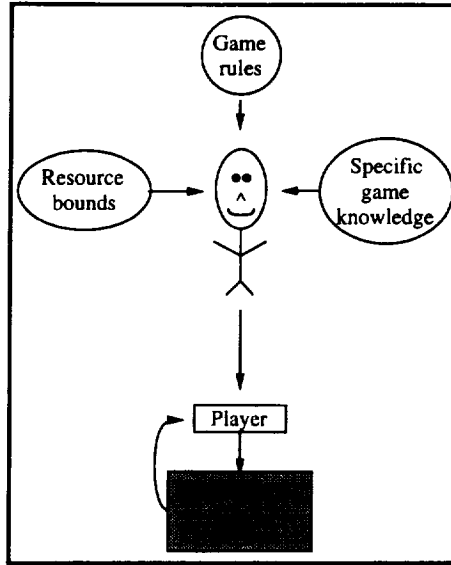 Game
rules
Resource
bounds
Specific
game
knowledge
Player